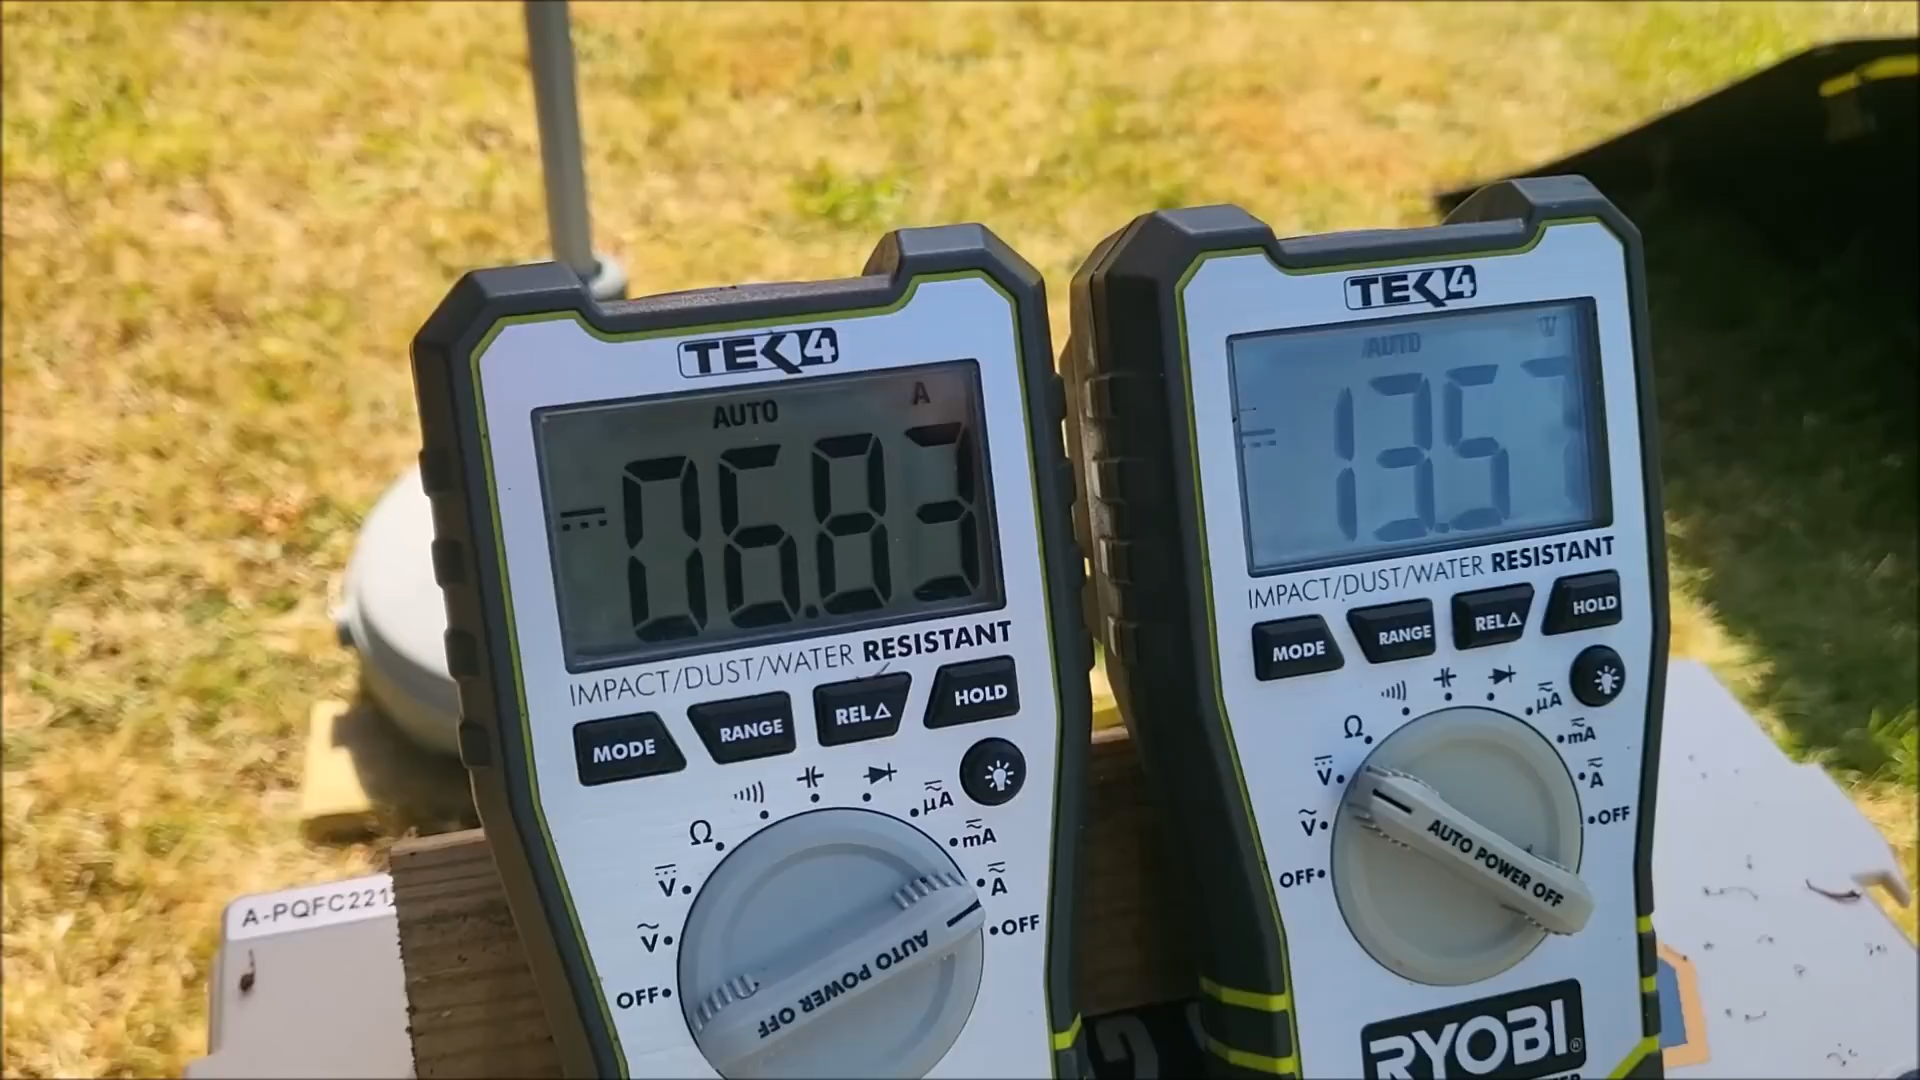 TEK4
AUTO A
06.83
IMPACT/DUST/WATER RESISTANT
MODE RANGE REL△ HOLD
Ω
V
V
OFF
µA
mA
A
OFF
AUTO POWER OFF
TEK4
AUTO V
13.57
IMPACT/DUST/WATER RESISTANT
MODE RANGE REL△ HOLD
Ω
V
V
OFF
µA
mA
A
OFF
AUTO POWER OFF
RYOBI
A-PQFC221